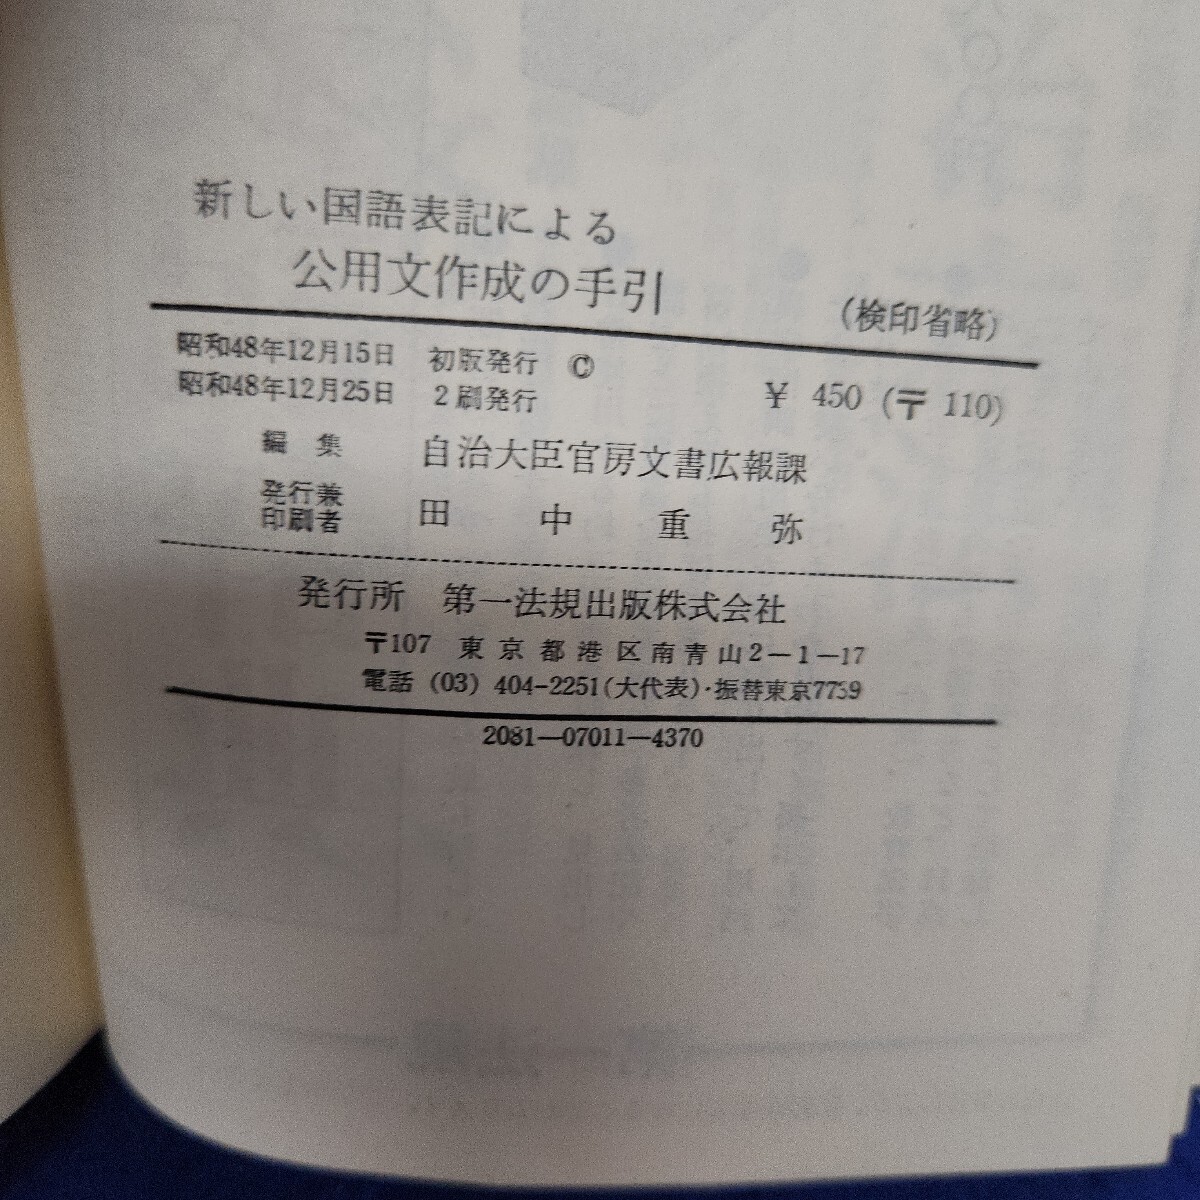 新しい国語表記による
公用文作成の手引
(検印省略)
昭和48年12月15日 初版発行 ©
昭和48年12月25日 2刷発行
¥ 450 (〒 110)
編集 自治大臣官房文書広報課
発行兼
印刷者 田中重弥
発行所 第一法規出版株式会社
〒107 東京都港区南青山2-1-17
電話 (03) 404-2251(大代表)・振替東京7759
2081-07011-4370